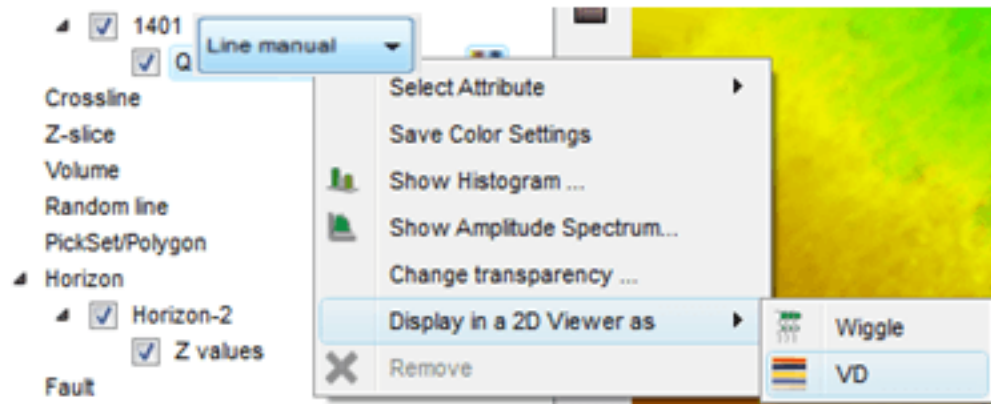 1401
Line manual
Q
Crossline
Z-slice
Volume
Random line
PickSet/Polygon
Horizon
Horizon-2
Z values
Fault
Select Attribute
Save Color Settings
Show Histogram ...
Show Amplitude Spectrum...
Change transparency ...
Display in a 2D Viewer as
Remove
Wiggle
VD